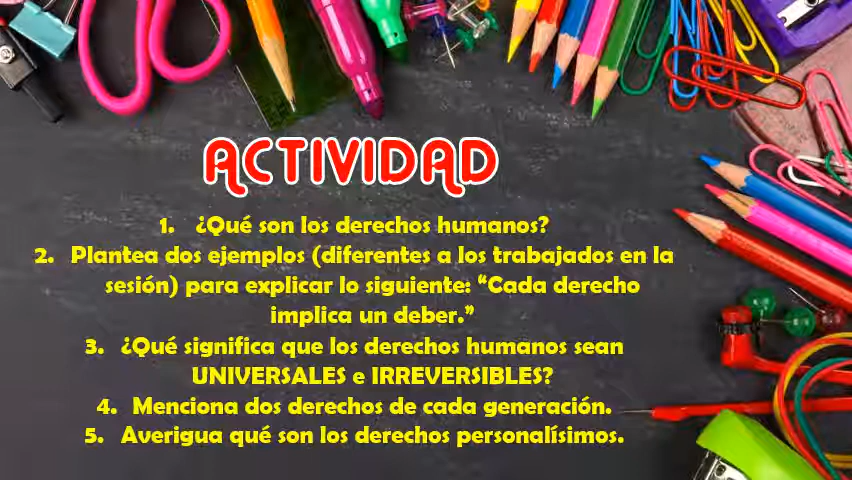 ACTIVIDAD
1. ¿Qué son los derechos humanos?
2. Plantea dos ejemplos (diferentes a los trabajados en la
sesión) para explicar lo siguiente: “Cada derecho
implica un deber.”
3. ¿Qué significa que los derechos humanos sean
UNIVERSALES e IRREVERSIBLES?
4. Menciona dos derechos de cada generación.
5. Averigua qué son los derechos personalísimos.